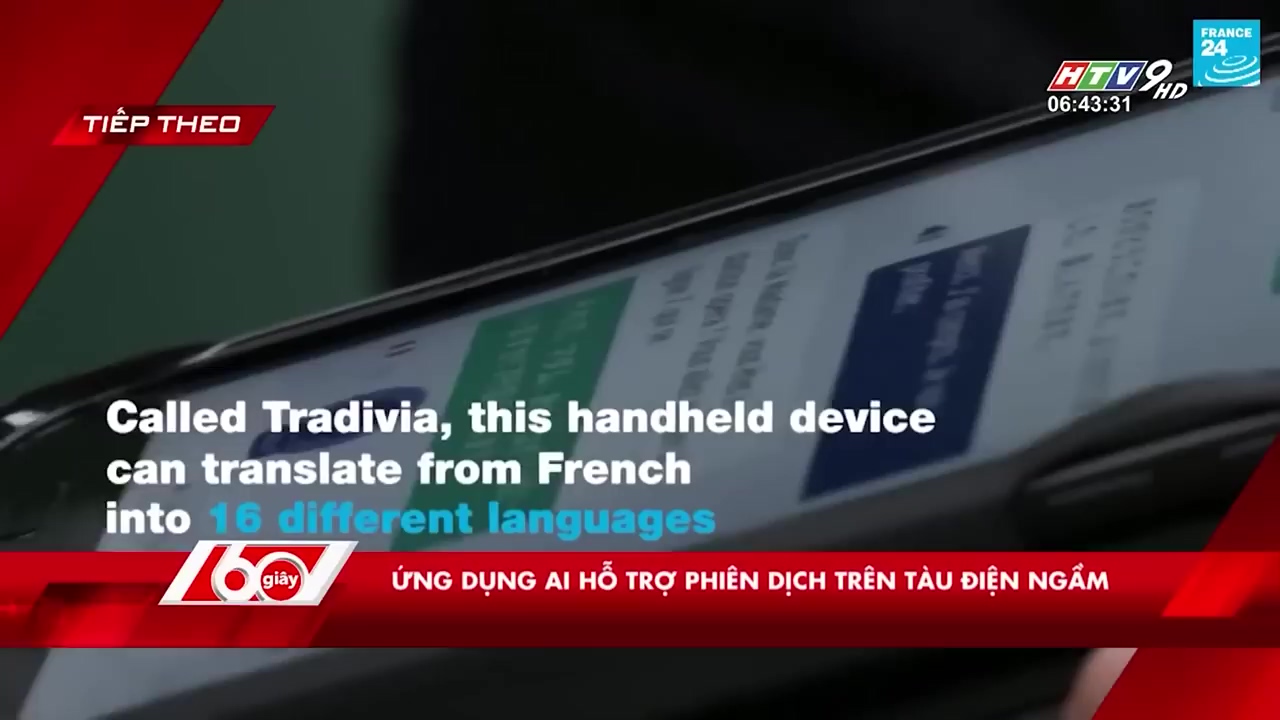 FRANCE
24
HTV9
HD
06:43:31
TIẾP THEO
Called Tradivia, this handheld device
can translate from French
into 16 different languages
60
giây
ỨNG DỤNG AI HỖ TRỢ PHIÊN DỊCH TRÊN TÀU ĐIỆN NGẦM